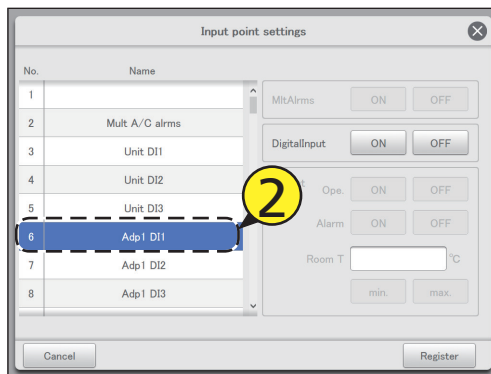 Input point settings
No. Name
1
2 Mult A/C alrms
3 Unit DI1
4 Unit DI2
5 Unit DI3
6 Adp1 DI1
7 Adp1 DI2
8 Adp1 DI3
2
MltAlrms ON OFF
DigitalInput ON OFF
Ope. ON OFF
Alarm ON OFF
Room T °C
min. max.
Cancel Register